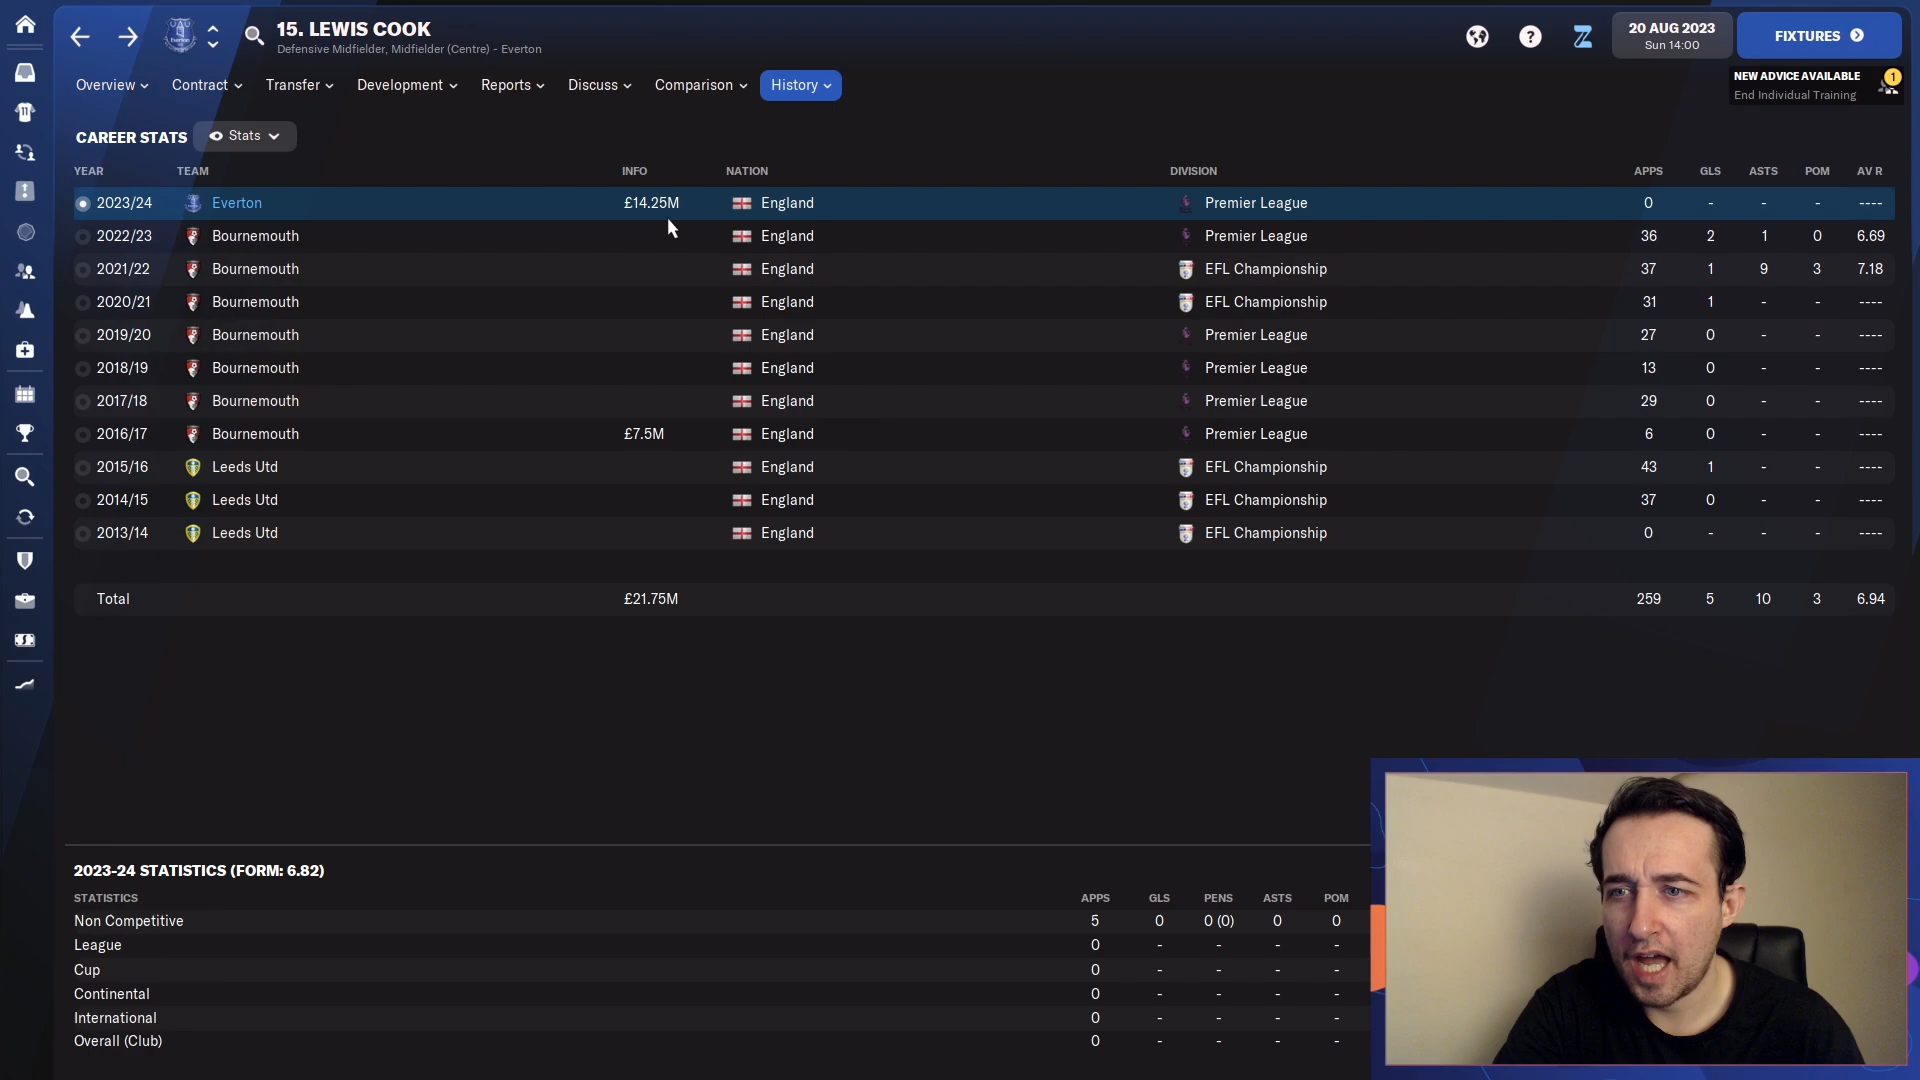 15. LEWIS COOK
Defensive Midfielder, Midfielder (Centre) - Everton
20 AUG 2023
Sun 14:00
FIXTURES
Overview Contract Transfer Development Reports Discuss Comparison History
NEW ADVICE AVAILABLE 1
End Individual Training
CAREER STATS Stats
YEAR TEAM INFO NATION DIVISION APPS GLS ASTS POM AV R
2023/24 Everton £14.25M England Premier League 0 - - - ----
2022/23 Bournemouth England Premier League 36 2 1 0 6.69
2021/22 Bournemouth England EFL Championship 37 1 9 3 7.18
2020/21 Bournemouth England EFL Championship 31 1 - - ----
2019/20 Bournemouth England Premier League 27 0 - - ----
2018/19 Bournemouth England Premier League 13 0 - - ----
2017/18 Bournemouth England Premier League 29 0 - - ----
2016/17 Bournemouth £7.5M England Premier League 6 0 - - ----
2015/16 Leeds Utd England EFL Championship 43 1 - - ----
2014/15 Leeds Utd England EFL Championship 37 0 - - ----
2013/14 Leeds Utd England EFL Championship 0 - - - ----
Total £21.75M 259 5 10 3 6.94
2023-24 STATISTICS (FORM: 6.82)
STATISTICS APPS GLS PENS ASTS POM
Non Competitive 5 0 0 (0) 0 0
League 0 - - - -
Cup 0 - - - -
Continental 0 - - - -
International 0 - - - -
Overall (Club) 0 - - - -